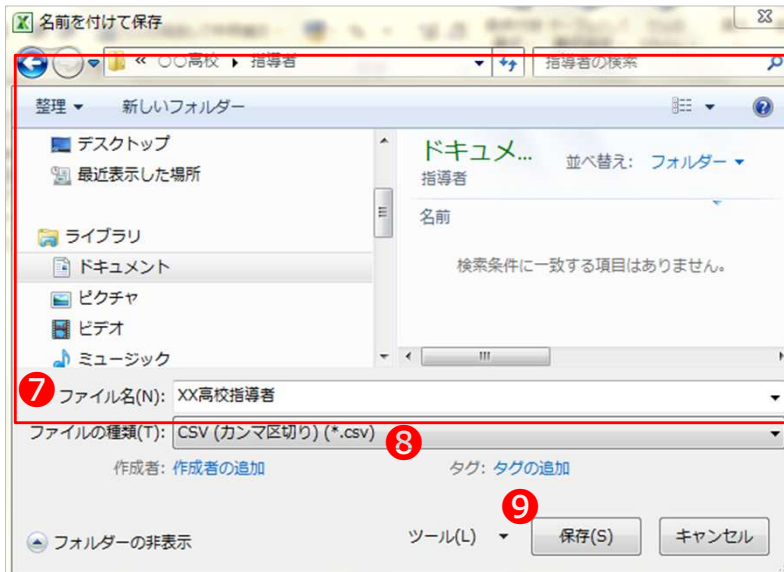 名前を付けて保存
« 〇〇高校 ▶ 指導者
指導者の検索
整理 ▼ 新しいフォルダー
デスクトップ
最近表示した場所
ライブラリ
ドキュメント
ピクチャ
ビデオ
ミュージック
ドキュメ... 並べ替え: フォルダー ▼
指導者
名前
検索条件に一致する項目はありません。
❼ ファイル名(N): XX高校指導者
ファイルの種類(T): CSV (カンマ区切り) (*.csv) ❽
作成者: 作成者の追加 タグ: タグの追加
❾
フォルダーの非表示 ツール(L) ▼ 保存(S) キャンセル